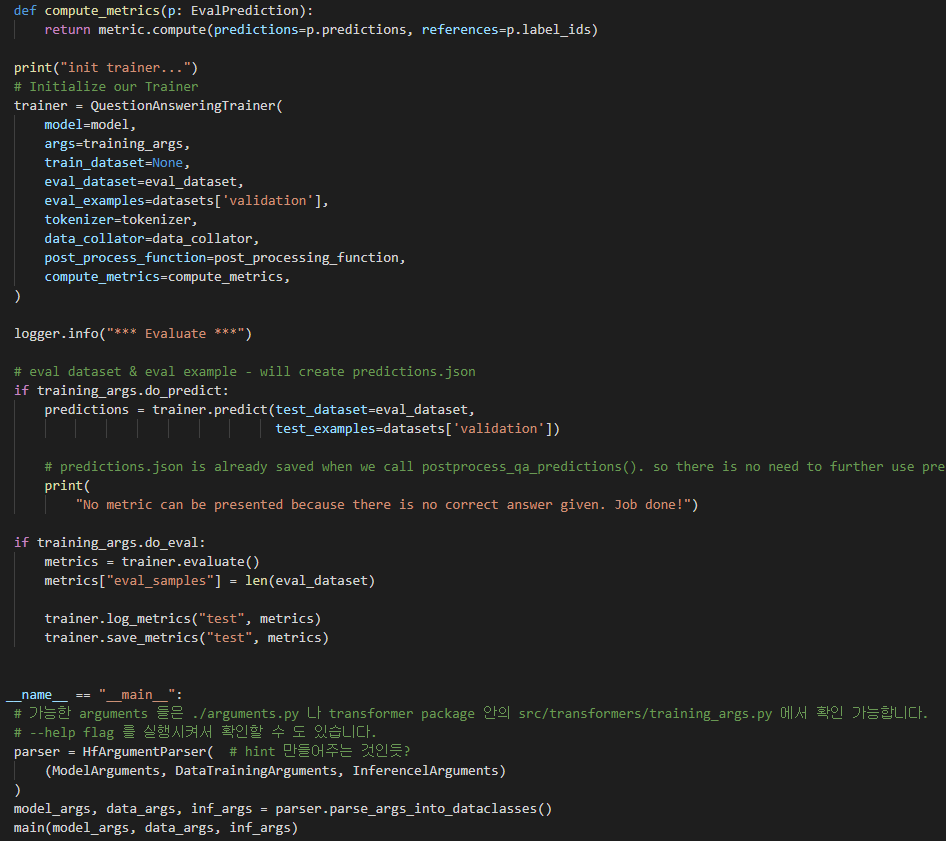 def compute_metrics(p: EvalPrediction):
    return metric.compute(predictions=p.predictions, references=p.label_ids)

print("init trainer...")
# Initialize our Trainer
trainer = QuestionAnsweringTrainer(
    model=model,
    args=training_args,
    train_dataset=None,
    eval_dataset=eval_dataset,
    eval_examples=datasets['validation'],
    tokenizer=tokenizer,
    data_collator=data_collator,
    post_process_function=post_processing_function,
    compute_metrics=compute_metrics,
)

logger.info("*** Evaluate ***")

# eval dataset & eval example - will create predictions.json
if training_args.do_predict:
    predictions = trainer.predict(test_dataset=eval_dataset,
                                  test_examples=datasets['validation'])

    # predictions.json is already saved when we call postprocess_qa_predictions(). so there is no need to further use pre
    print(
        "No metric can be presented because there is no correct answer given. Job done!")

if training_args.do_eval:
    metrics = trainer.evaluate()
    metrics["eval_samples"] = len(eval_dataset)

    trainer.log_metrics("test", metrics)
    trainer.save_metrics("test", metrics)

__name__ == "__main__":
# 가능한 arguments 들은 ./arguments.py 나 transformer package 안의 src/transformers/training_args.py 에서 확인 가능합니다.
# --help flag 를 실행시켜서 확인할 수 도 있습니다.
parser = HfArgumentParser(  # hint 만들어주는 것인듯?
    (ModelArguments, DataTrainingArguments, InferencelArguments)
)
model_args, data_args, inf_args = parser.parse_args_into_dataclasses()
main(model_args, data_args, inf_args)